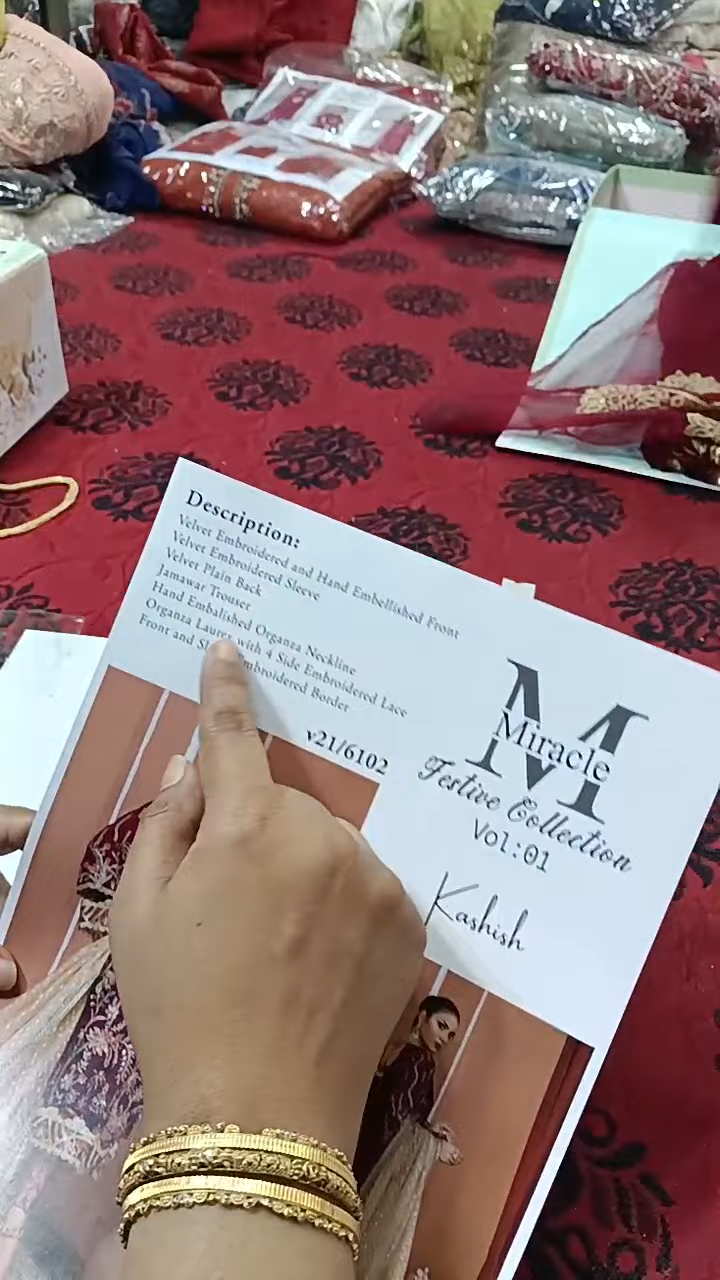 Description:
Velvet Embroidered and Hand Embellished Front
Velvet Embroidered Sleeve
Velvet Plain Back
Jamawar Trouser
Hand Embalished Organza Neckline
Organza Laurex with 4 Side Embroidered Lace
Front and Embroidered Border
v21/6102
M
Miracle
Festive Collection
Vol:01
Kashish